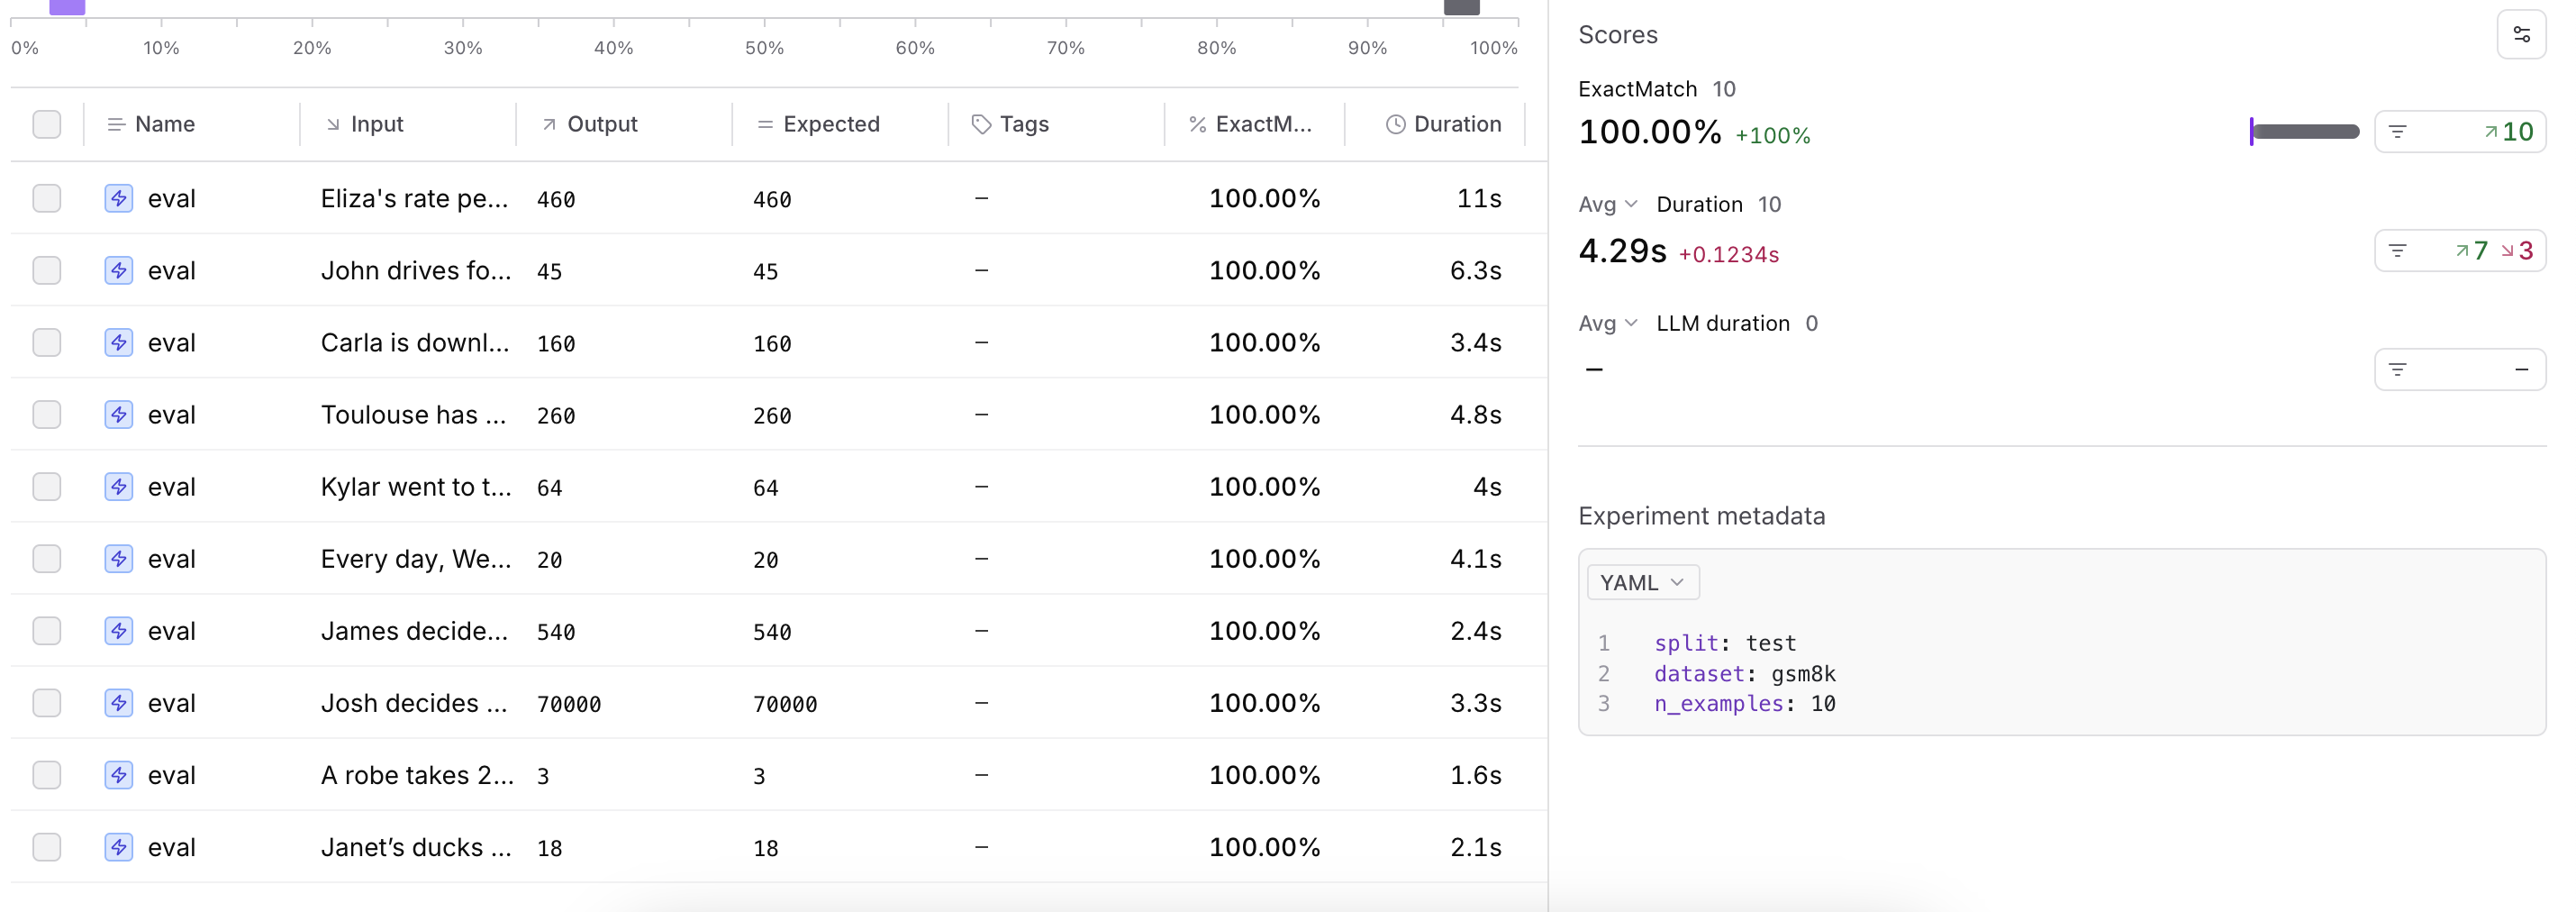 0% 10% 20% 30% 40% 50% 60% 70% 80% 90% 100%
Name Input Output Expected Tags % ExactM... Duration
eval Eliza's rate pe... 460 460 – 100.00% 11s
eval John drives fo... 45 45 – 100.00% 6.3s
eval Carla is downl... 160 160 – 100.00% 3.4s
eval Toulouse has ... 260 260 – 100.00% 4.8s
eval Kylar went to t... 64 64 – 100.00% 4s
eval Every day, We... 20 20 – 100.00% 4.1s
eval James decide... 540 540 – 100.00% 2.4s
eval Josh decides ... 70000 70000 – 100.00% 3.3s
eval A robe takes 2... 3 3 – 100.00% 1.6s
eval Janet’s ducks ... 18 18 – 100.00% 2.1s
Scores
ExactMatch 10
100.00% +100% 10
Avg Duration 10
4.29s +0.1234s 7 3
Avg LLM duration 0
– –
Experiment metadata
YAML
1 split: test
2 dataset: gsm8k
3 n_examples: 10